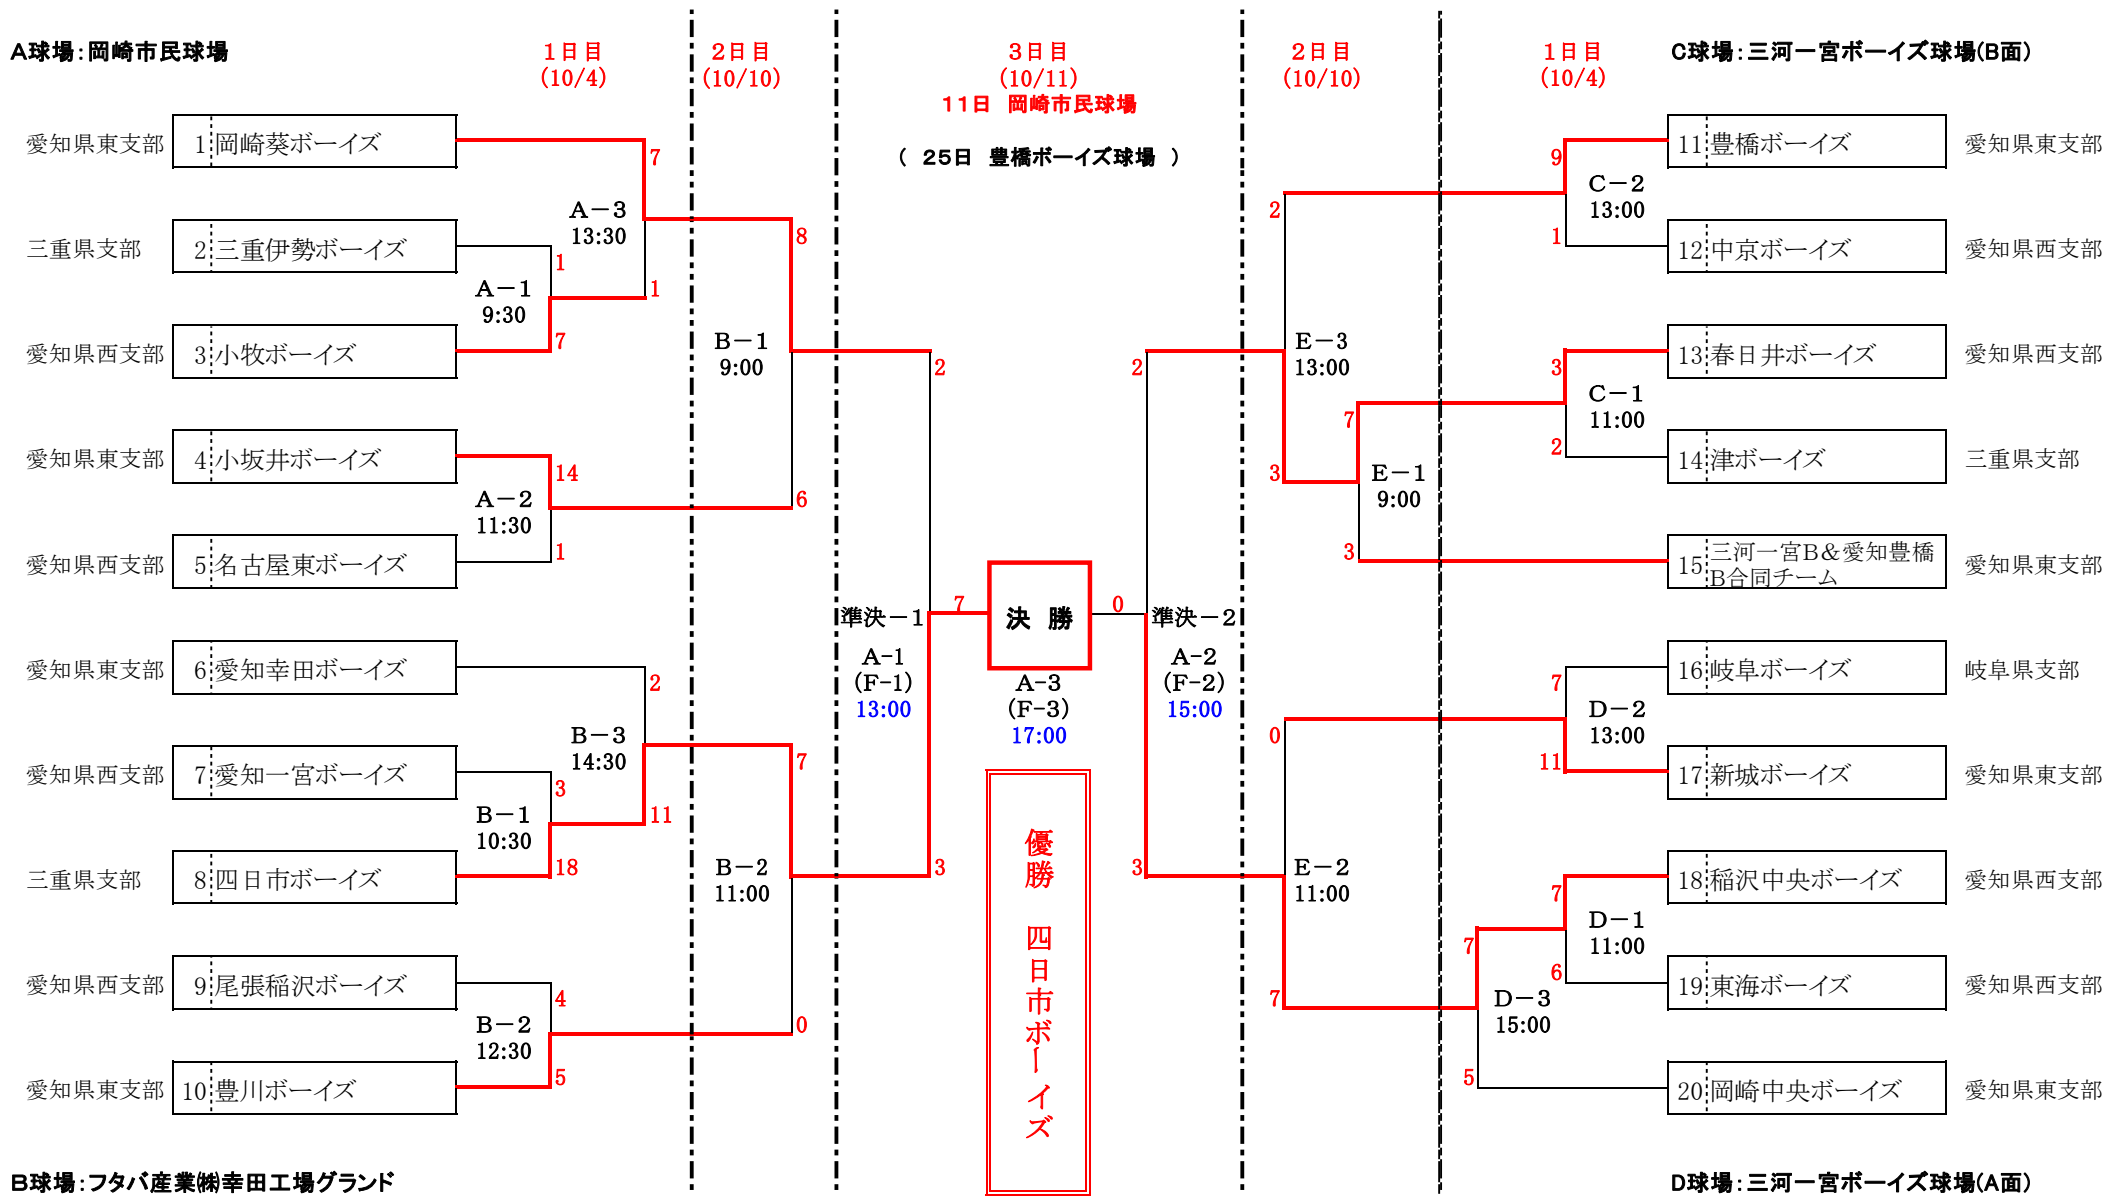 A球場：岡崎市民球場
1日目
(10/4)
2日目
(10/10)
3日目
(10/11)
11日　岡崎市民球場
（　25日　豊橋ボーイズ球場　）
2日目
(10/10)
1日目
(10/4)
C球場：三河一宮ボーイズ球場(B面)
愛知県東支部 1 岡崎葵ボーイズ
7
A－3
13:30
三重県支部 2 三重伊勢ボーイズ
1
A－1
9:30
1
8
愛知県西支部 3 小牧ボーイズ
7
B－1
9:00
2
愛知県東支部 4 小坂井ボーイズ
14
A－2
11:30
6
愛知県西支部 5 名古屋東ボーイズ
1
愛知県東支部 6 愛知幸田ボーイズ
2
B－3
14:30
愛知県西支部 7 愛知一宮ボーイズ
3
B－1
10:30
11
7
三重県支部 8 四日市ボーイズ
18
B－2
11:00
3
愛知県西支部 9 尾張稲沢ボーイズ
4
B－2
12:30
0
愛知県東支部 10 豊川ボーイズ
5
準決－1
A-1
(F-1)
13:00
7
決　勝
0
A-3
(F-3)
17:00
準決－2
A-2
(F-2)
15:00
優勝　四日市ボーイズ
9
11 豊橋ボーイズ 愛知県東支部
C－2
13:00
2
1
12 中京ボーイズ 愛知県西支部
E－3
13:00
2
3
13 春日井ボーイズ 愛知県西支部
C－1
11:00
7
2
14 津ボーイズ 三重県支部
3
E－1
9:00
3
15 三河一宮B＆愛知豊橋
B合同チーム
愛知県東支部
7
16 岐阜ボーイズ 岐阜県支部
D－2
13:00
0
11
17 新城ボーイズ 愛知県東支部
E－2
11:00
3
7
18 稲沢中央ボーイズ 愛知県西支部
D－1
11:00
7
6
19 東海ボーイズ 愛知県西支部
7
D－3
15:00
5
20 岡崎中央ボーイズ 愛知県東支部
B球場：フタバ産業㈱幸田工場グランド
D球場：三河一宮ボーイズ球場(A面)